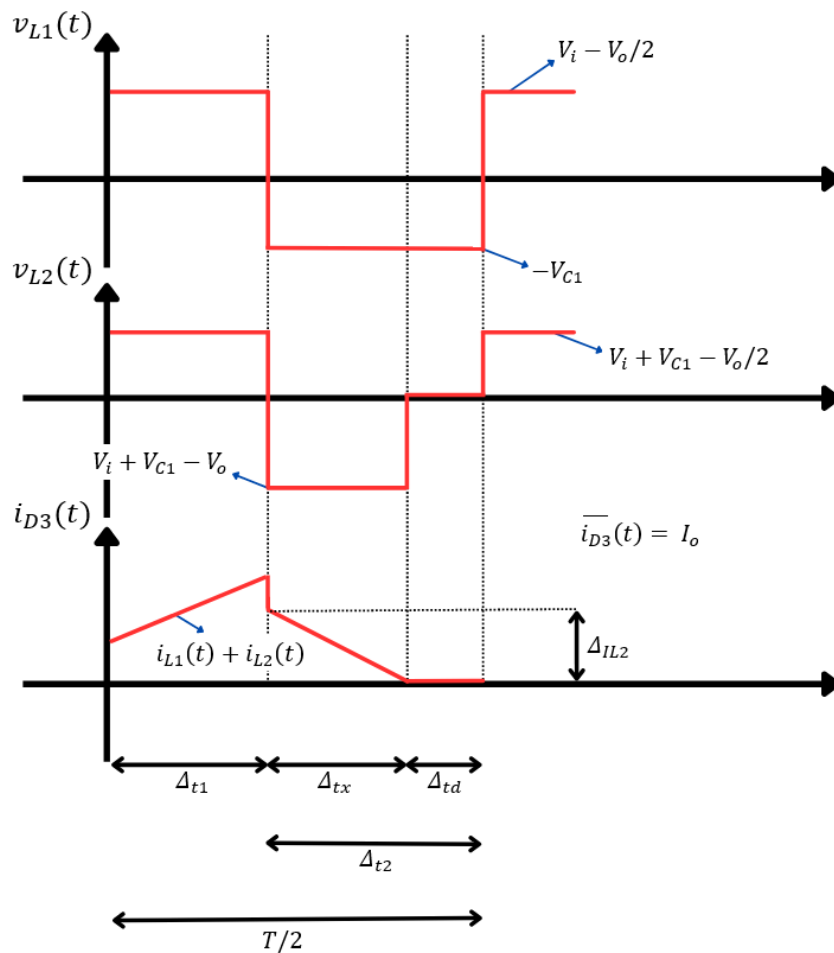 v_{L1}(t)
V_i − V_o/2
−V_{C1}
v_{L2}(t)
V_i + V_{C1} − V_o/2
V_i + V_{C1} − V_o
i_{D3}(t)
\overline{i_{D3}}(t) = I_o
i_{L1}(t) + i_{L2}(t)
Δ_{IL2}
Δ_{t1} Δ_{tx} Δ_{td}
Δ_{t2}
T/2